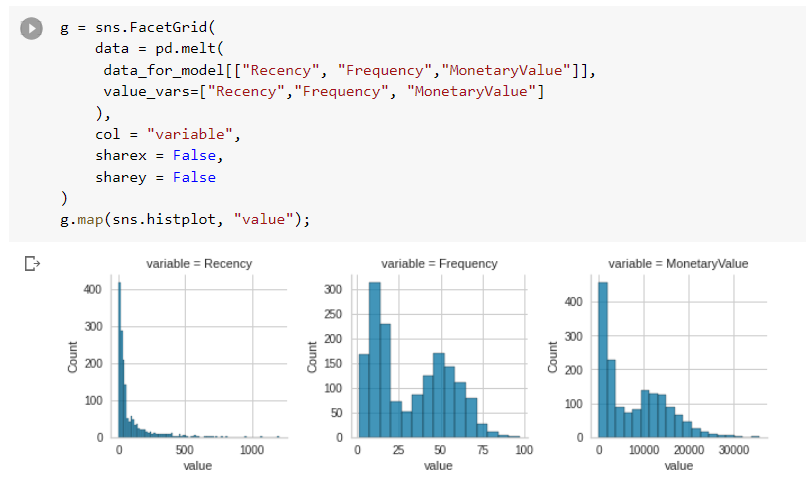 g = sns.FacetGrid(
data = pd.melt(
data_for_model[["Recency", "Frequency","MonetaryValue"]],
value_vars=["Recency","Frequency", "MonetaryValue"]
),
col = "variable",
sharex = False,
sharey = False
)
g.map(sns.histplot, "value");
variable = Recency
400
300
200
100
0
Count
0 500 1000
value
variable = Frequency
300
250
200
150
100
50
0
Count
0 25 50 75 100
value
variable = MonetaryValue
400
300
200
100
0
Count
0 10000 20000 30000
value